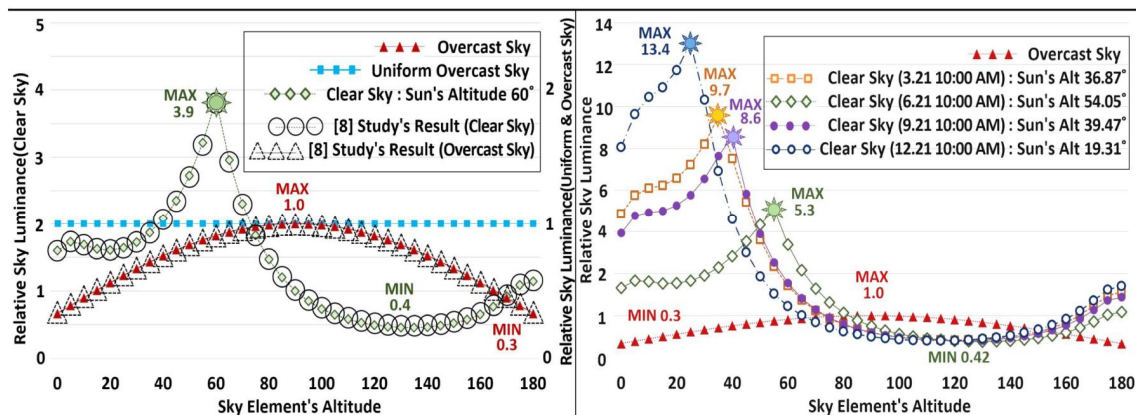 Relative Sky Luminance(Clear Sky)
5
4
3
2
1
0
2
1
0
Relative Sky Luminance(Uniform & Overcast Sky)
Overcast Sky
Uniform Overcast Sky
Clear Sky : Sun's Altitude 60°
[8] Study's Result (Clear Sky)
[8] Study's Result (Overcast Sky)
MAX
3.9
MAX
1.0
MIN
0.4
MIN
0.3
0 20 40 60 80 100 120 140 160 180
Sky Element's Altitude
Relative Sky Luminance
14
12
10
8
6
4
2
1
0
MAX
13.4
MAX
9.7
MAX
8.6
MAX
5.3
MAX
1.0
MIN 0.3
MIN 0.42
Overcast Sky
Clear Sky (3.21 10:00 AM) : Sun's Alt 36.87°
Clear Sky (6.21 10:00 AM) : Sun's Alt 54.05°
Clear Sky (9.21 10:00 AM) : Sun's Alt 39.47°
Clear Sky (12.21 10:00 AM) : Sun's Alt 19.31°
0 20 40 60 80 100 120 140 160 180
Sky Element's Altitude